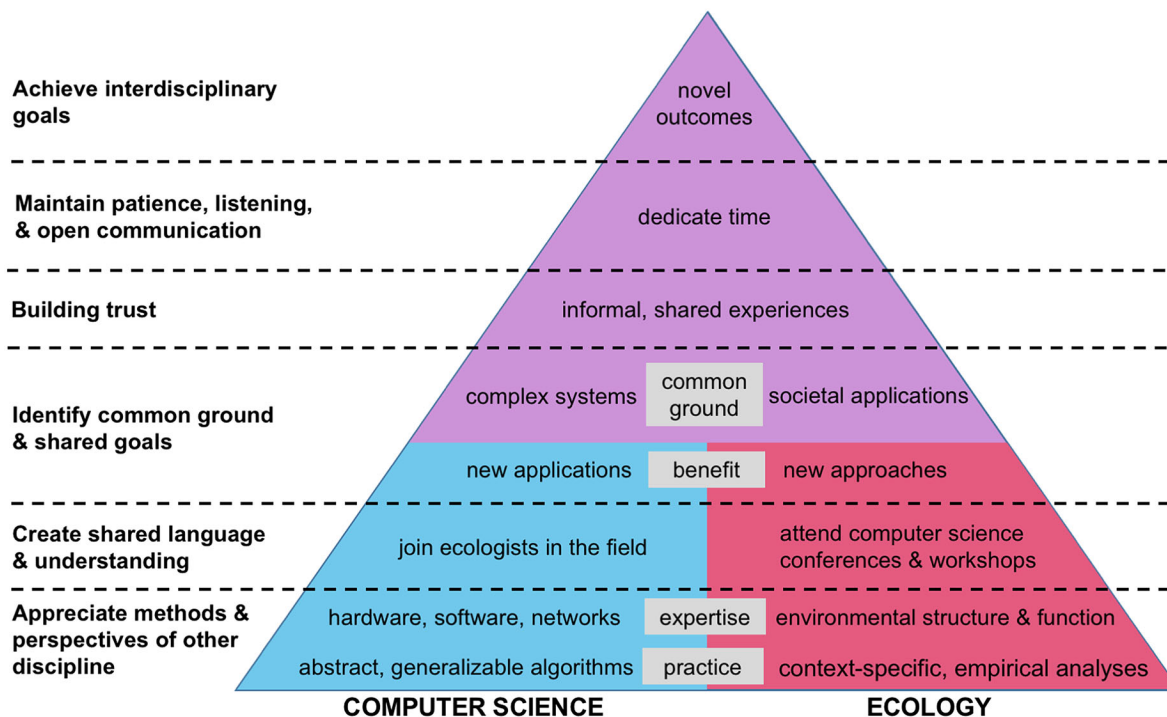 Achieve interdisciplinary
goals
novel
outcomes
Maintain patience, listening,
& open communication
dedicate time
Building trust
informal, shared experiences
Identify common ground
& shared goals
complex systems
common
ground
societal applications
new applications
benefit
new approaches
Create shared language
& understanding
join ecologists in the field
attend computer science
conferences & workshops
Appreciate methods &
perspectives of other
discipline
hardware, software, networks
expertise
environmental structure & function
abstract, generalizable algorithms
practice
context-specific, empirical analyses
COMPUTER SCIENCE
ECOLOGY